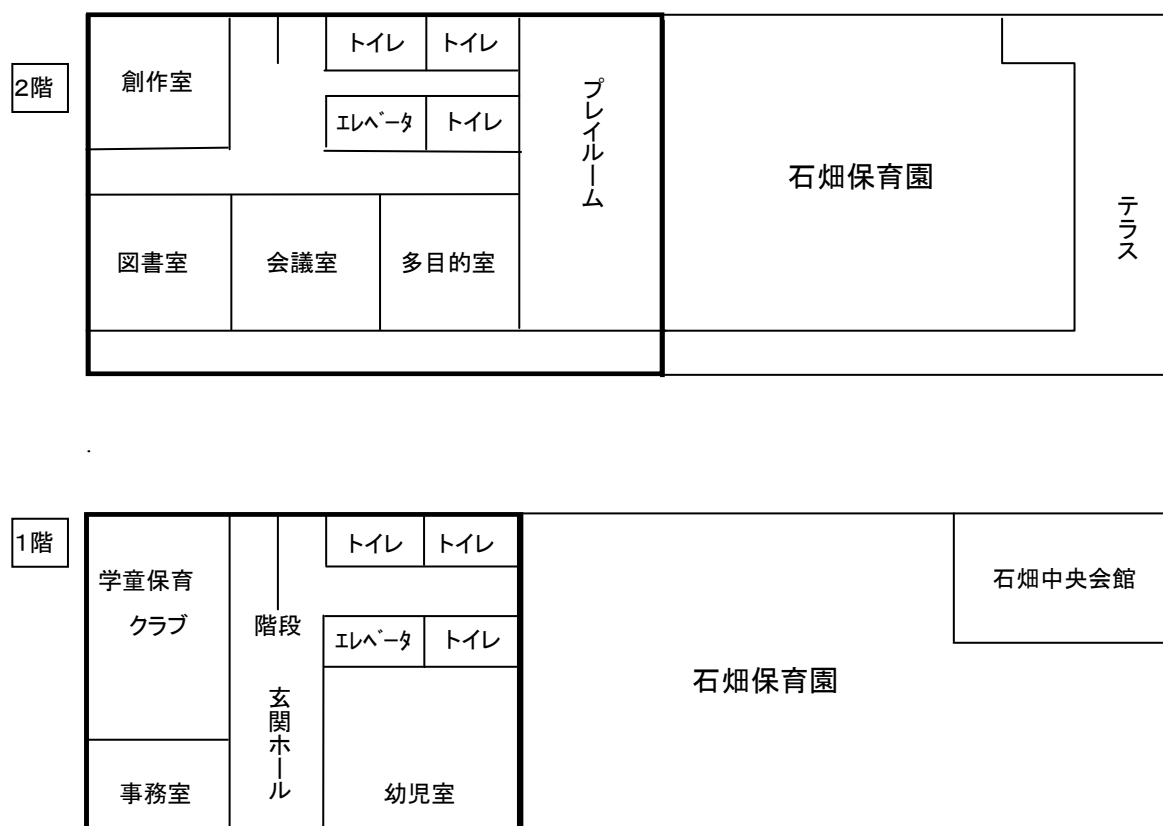 2階
創作室
トイレ
トイレ
エレベータ
トイレ
プレイルーム
石畑保育園
テラス
図書室
会議室
多目的室
1階
学童保育
クラブ
階段
トイレ
トイレ
エレベータ
トイレ
石畑中央会館
石畑保育園
玄関ホール
事務室
幼児室